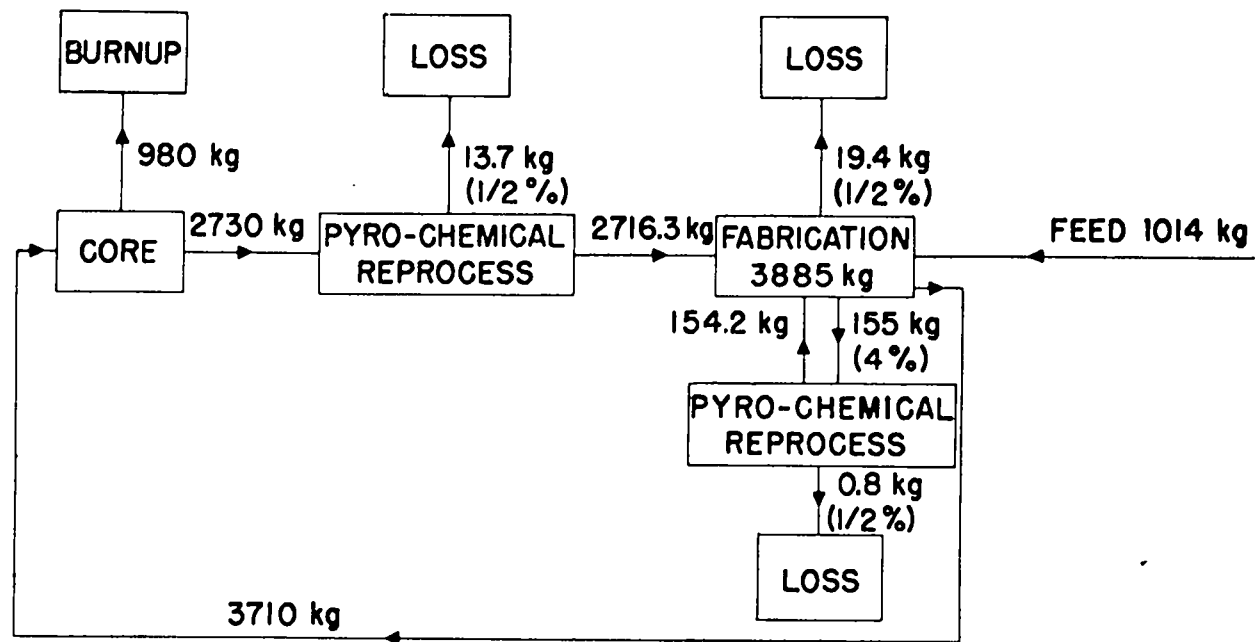 BURNUP
LOSS
LOSS
980 kg
13.7 kg
(1/2%)
19.4 kg
(1/2%)
CORE
2730 kg
PYRO-CHEMICAL
REPROCESS
2716.3 kg
FABRICATION
3885 kg
FEED 1014 kg
154.2 kg
155 kg
(4%)
PYRO-CHEMICAL
REPROCESS
0.8 kg
(1/2%)
LOSS
3710 kg